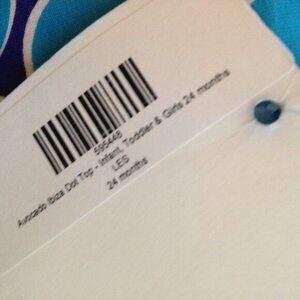 595448
Avocado Ibiza Dot Top - Infant, Toddler & Girls 24 months
LES
24 months